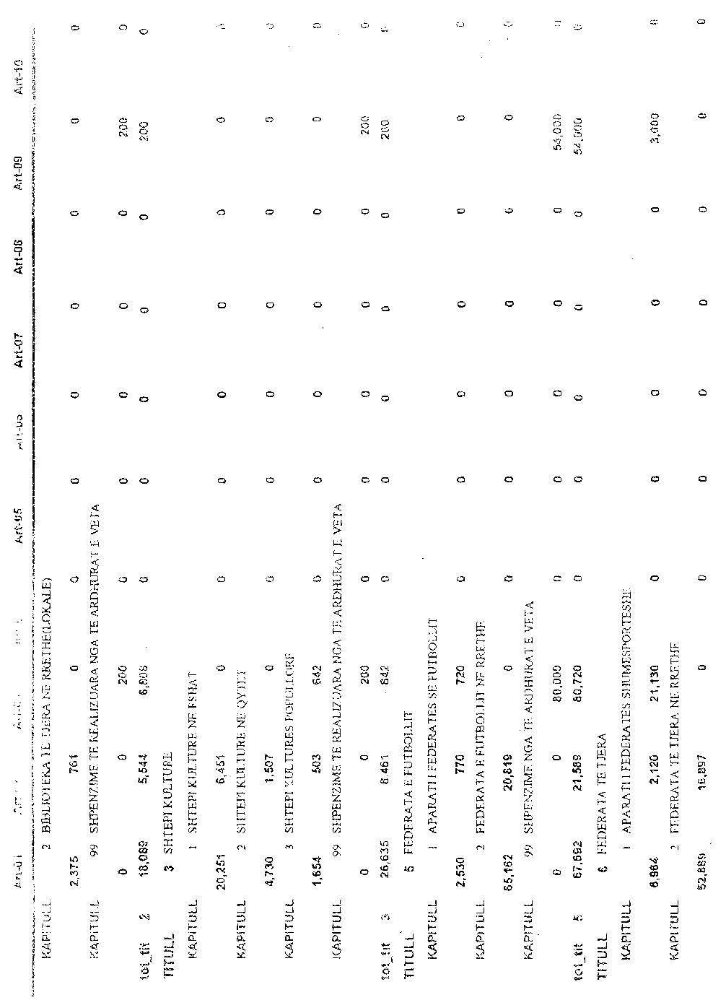 Art-01 Art-05 Art-07 Art-08 Art-09 Art-10
KAPITULL 2 BIBLIOTEKA TE TJERA NE RRETHE(LOKALE)
2,375 761 0 0 0 0 0 0 0 0
KAPITULL 99 SHPENZIME TE REALIZUARA NGA TE ARDHURAT E VETA
0 0 200 0 0 0 0 0 200 0
tot_tit 2 18,089 5,544 6,808 0 0 0 0 0 200 0
TITULL 3 SHTEPI KULTURE
KAPITULL 1 SHTEPI KULTURE NE FSHAT
20,251 6,451 0 0 0 0 0 0 0 0
KAPITULL 2 SHTEPI KULTURE NE QYTET
4,730 1,507 0 0 0 0 0 0 0 0
KAPITULL 3 SHTEPI KULTURES POPULLORE
1,654 503 642 0 0 0 0 0 0 0
KAPITULL 99 SHPENZIME TE REALIZUARA NGA TE ARDHURAT E VETA
0 0 200 0 0 0 0 0 200 0
tot_tit 3 26,635 8,461 842 0 0 0 0 0 200 0
TITULL 5 FEDERATA E FUTBOLLIT
KAPITULL 1 APARATI I FEDERATES SE FUTBOLLIT
2,530 770 720 0 0 0 0 0 0 0
KAPITULL 2 FEDERATA E FUTBOLLIT NE RRETHE
65,162 20,819 0 0 0 0 0 0 0 0
KAPITULL 99 SHPENZIME NGA TE ARDHURAT E VETA
0 0 80,000 0 0 0 0 0 54,000 0
tot_tit 5 67,692 21,589 80,720 0 0 0 0 0 54,000 0
TITULL 6 FEDERATA TE TJERA
KAPITULL 1 APARATI I FEDERATES SHUMESPORTESHE
6,984 2,120 21,130 0 0 0 0 0 3,000 0
KAPITULL 2 FEDERATA TE TJERA NE RRETHE
52,889 16,897 0 0 0 0 0 0 0 0